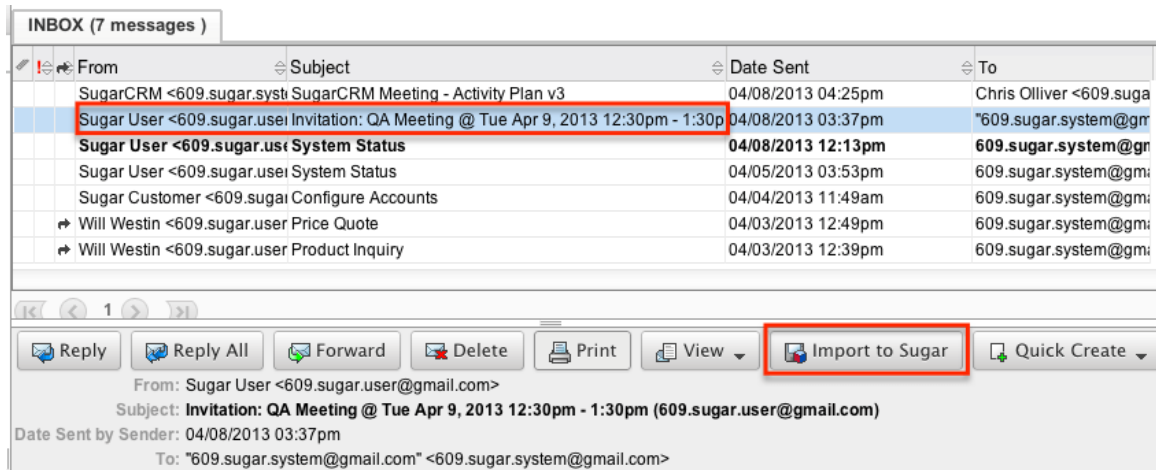 INBOX (7 messages )
! From Subject Date Sent To
SugarCRM <609.sugar.syst SugarCRM Meeting - Activity Plan v3 04/08/2013 04:25pm Chris Olliver <609.suga
Sugar User <609.sugar.user Invitation: QA Meeting @ Tue Apr 9, 2013 12:30pm - 1:30p 04/08/2013 03:37pm "609.sugar.system@gm
Sugar User <609.sugar.use System Status 04/08/2013 12:13pm 609.sugar.system@gm
Sugar User <609.sugar.user System Status 04/05/2013 03:53pm 609.sugar.system@gma
Sugar Customer <609.sugar Configure Accounts 04/04/2013 11:49am 609.sugar.system@gma
Will Westin <609.sugar.user Price Quote 04/03/2013 12:49pm 609.sugar.system@gma
Will Westin <609.sugar.user Product Inquiry 04/03/2013 12:39pm 609.sugar.system@gma
1
Reply Reply All Forward Delete Print View Import to Sugar Quick Create
From: Sugar User <609.sugar.user@gmail.com>
Subject: Invitation: QA Meeting @ Tue Apr 9, 2013 12:30pm - 1:30pm (609.sugar.user@gmail.com)
Date Sent by Sender: 04/08/2013 03:37pm
To: "609.sugar.system@gmail.com" <609.sugar.system@gmail.com>